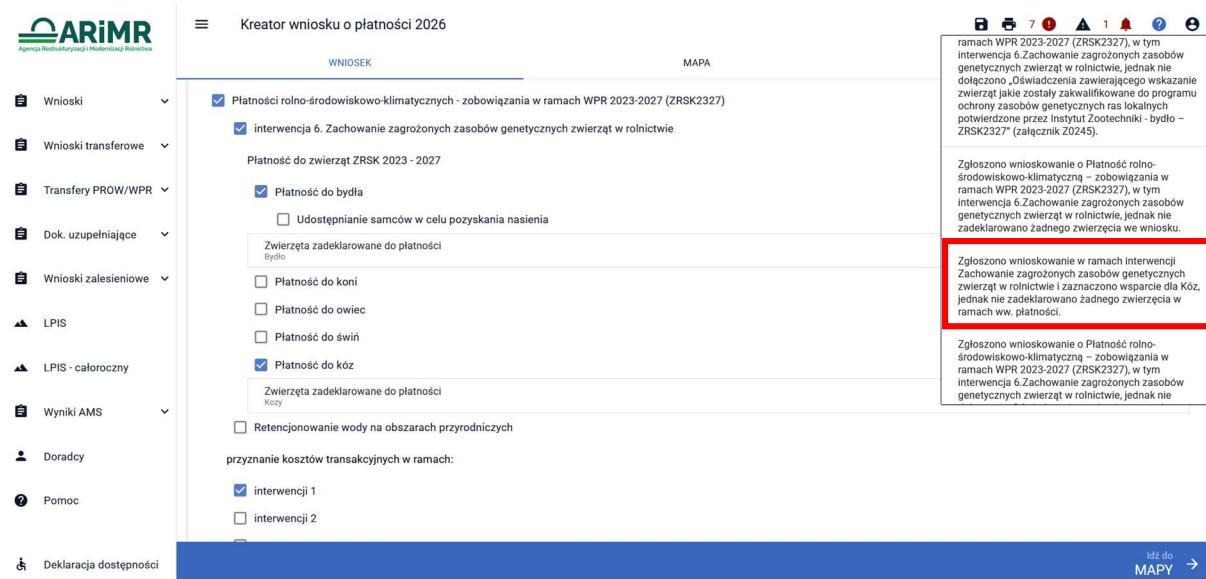 ARiMR
Agencja Restrukturyzacji i Modernizacji Rolnictwa
Kreator wniosku o płatności 2026
7
1
WNIOSEK
MAPA
Wnioski
Wnioski transferowe
Transfery PROW/WPR
Dok. uzupełniające
Wnioski zalesieniowe
LPIS
LPIS - całoroczny
Wyniki AMS
Doradcy
Pomoc
Deklaracja dostępności
Płatności rolno-środowiskowo-klimatycznych - zobowiązania w ramach WPR 2023-2027 (ZRSK2327)
interwencja 6. Zachowanie zagrożonych zasobów genetycznych zwierząt w rolnictwie
Płatność do zwierząt ZRSK 2023 - 2027
Płatność do bydła
Udostępnianie samców w celu pozyskania nasienia
Zwierzęta zadeklarowane do płatności
Bydło
Płatność do koni
Płatność do owiec
Płatność do świń
Płatność do kóz
Zwierzęta zadeklarowane do płatności
Kozy
Retencjonowanie wody na obszarach przyrodniczych
przyznanie kosztów transakcyjnych w ramach:
interwencji 1
interwencji 2
ramach WPR 2023-2027 (ZRSK2327), w tym
interwencja 6.Zachowanie zagrożonych zasobów
genetycznych zwierząt w rolnictwie, jednak nie
dołączono „Oświadczenia zawierającego wskazanie
zwierząt jakie zostały zakwalifikowane do programu
ochrony zasobów genetycznych ras lokalnych
potwierdzone przez Instytut Zootechniki - bydło –
ZRSK2327" (załącznik Z0245).
Zgłoszono wnioskowanie o Płatność rolno-
środowiskowo-klimatyczną – zobowiązania w
ramach WPR 2023-2027 (ZRSK2327), w tym
interwencja 6.Zachowanie zagrożonych zasobów
genetycznych zwierząt w rolnictwie, jednak nie
zadeklarowano żadnego zwierzęcia we wniosku.
Zgłoszono wnioskowanie w ramach interwencji
Zachowanie zagrożonych zasobów genetycznych
zwierząt w rolnictwie i zaznaczono wsparcie dla Kóz,
jednak nie zadeklarowano żadnego zwierzęcia w
ramach ww. płatności.
Zgłoszono wnioskowanie o Płatność rolno-
środowiskowo-klimatyczną – zobowiązania w
ramach WPR 2023-2027 (ZRSK2327), w tym
interwencja 6.Zachowanie zagrożonych zasobów
genetycznych zwierząt w rolnictwie, jednak nie
Idź do
MAPY